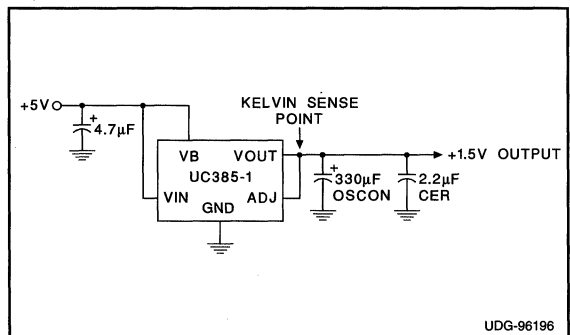 KELVIN SENSE
POINT
+5V
+
4.7µF
VB
VOUT
UC385-1
VIN
ADJ
GND
+1.5V OUTPUT
+
330µF
OSCON
2.2µF
CER
UDG-96196